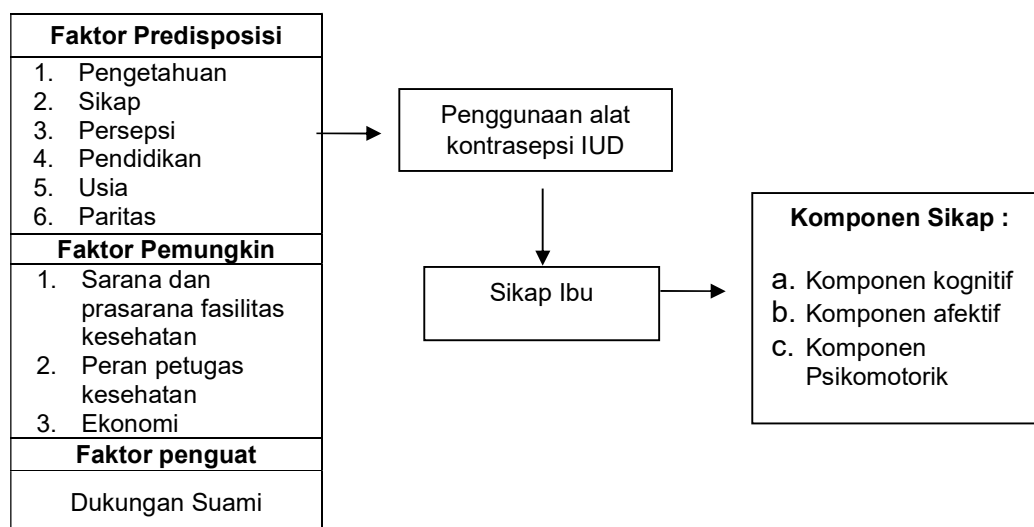 Faktor Predisposisi
1. Pengetahuan
2. Sikap
3. Persepsi
4. Pendidikan
5. Usia
6. Paritas
Faktor Pemungkin
1. Sarana dan
prasarana fasilitas
kesehatan
2. Peran petugas
kesehatan
3. Ekonomi
Faktor penguat
Dukungan Suami
Penggunaan alat
kontrasepsi IUD
Sikap Ibu
Komponen Sikap :
a. Komponen kognitif
b. Komponen afektif
c. Komponen
Psikomotorik